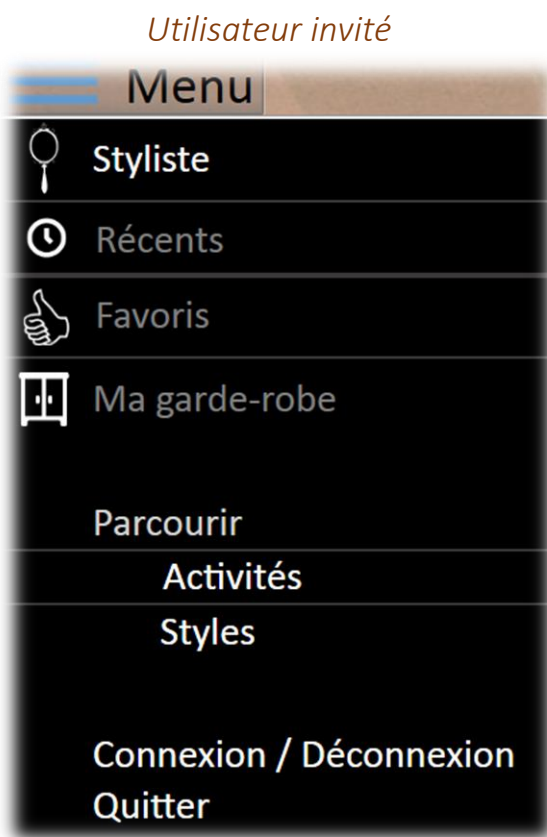 Utilisateur invité
Menu
Styliste
Récents
Favoris
Ma garde-robe
Parcourir
Activités
Styles
Connexion / Déconnexion
Quitter